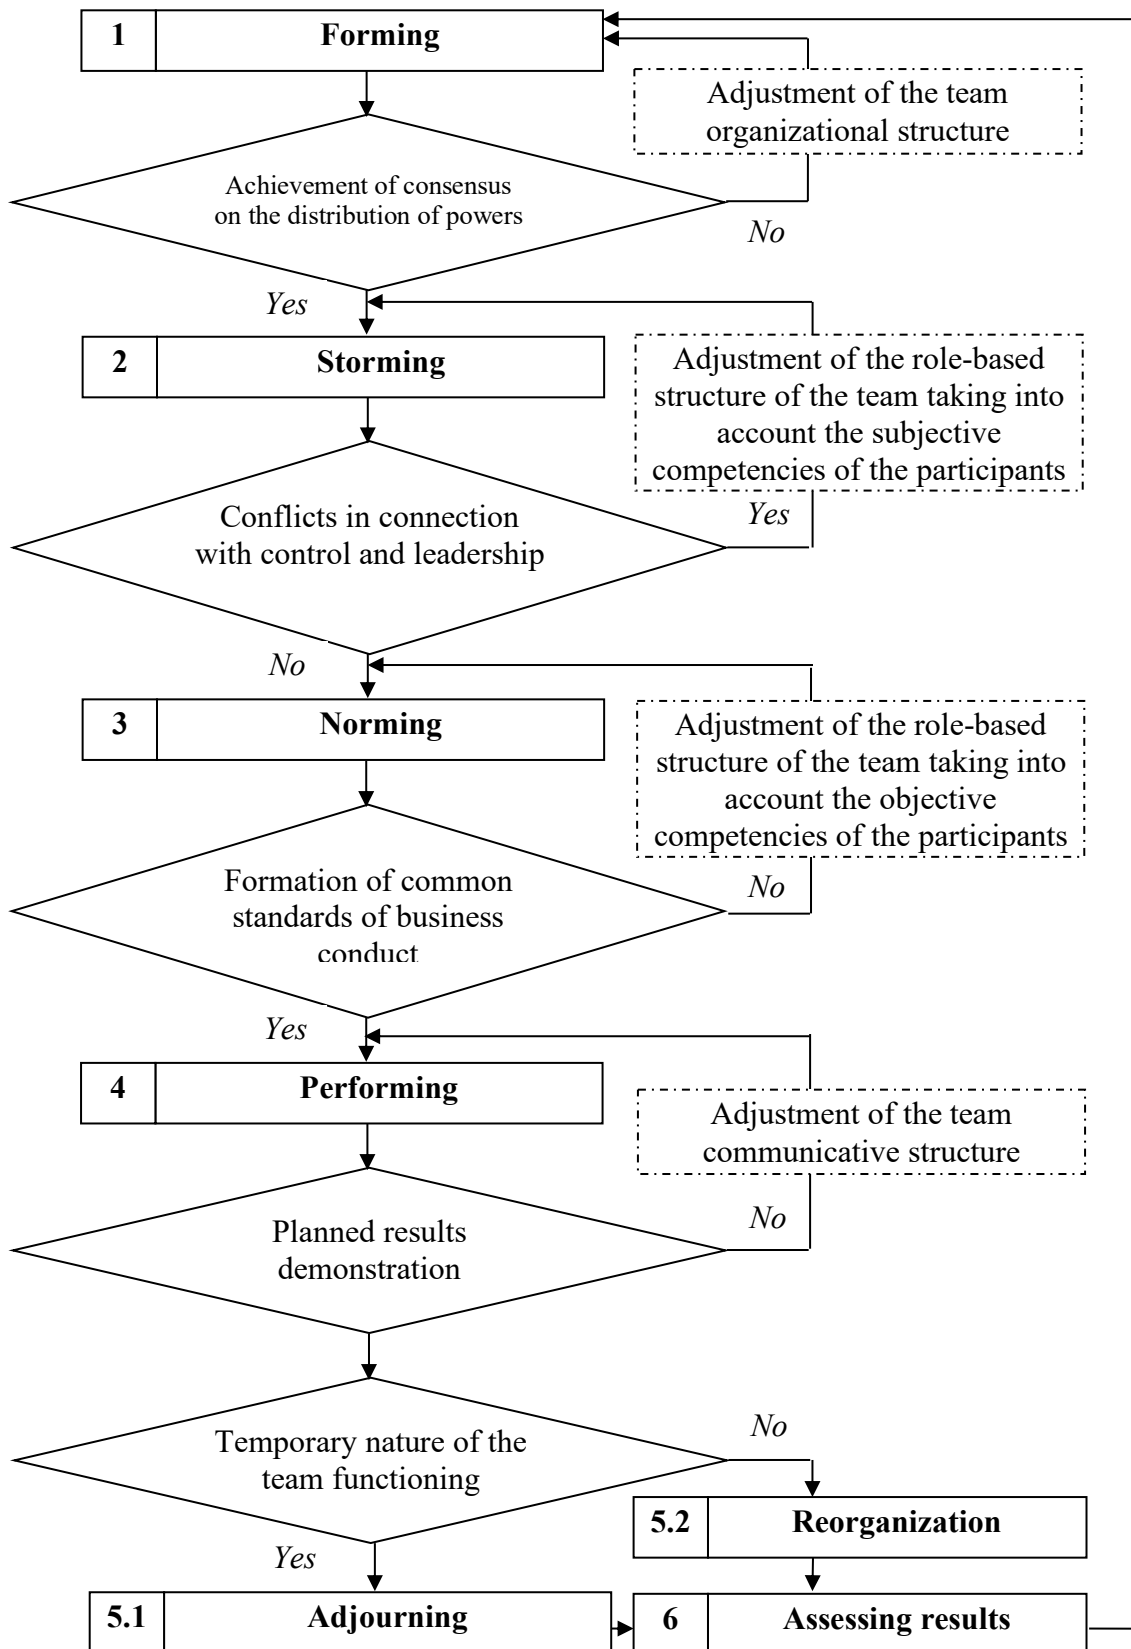 1
Forming
Adjustment of the team
organizational structure
Achievement of consensus
on the distribution of powers
No
Yes
2
Storming
Adjustment of the role-based
structure of the team taking into
account the subjective
competencies of the participants
Conflicts in connection
with control and leadership
Yes
No
3
Norming
Adjustment of the role-based
structure of the team taking into
account the objective
competencies of the participants
Formation of common
standards of business
conduct
No
Yes
4
Performing
Adjustment of the team
communicative structure
Planned results
demonstration
No
Temporary nature of the
team functioning
No
5.2
Reorganization
Yes
5.1
Adjourning
6
Assessing results